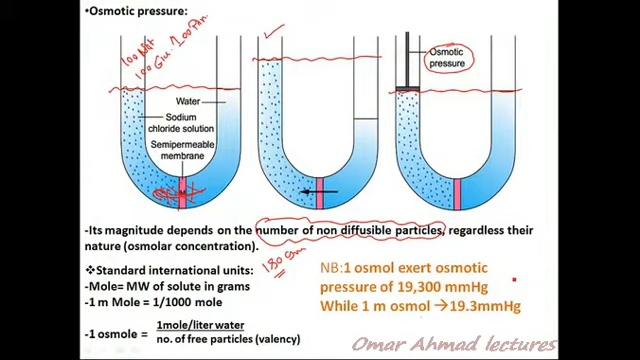 •Osmotic pressure:
Osmotic
pressure
Water
Sodium
chloride solution
Semipermeable
membrane
-Its magnitude depends on the number of non diffusible particles, regardless their
nature (osmolar concentration).
180 gm
❖Standard international units:
-Mole= MW of solute in grams
-1 m Mole = 1/1000 mole
-1 osmole = 1mole/liter water
no. of free particles (valency)
NB:1 osmol exert osmotic
pressure of 19,300 mmHg
While 1 m osmol →19.3mmHg
Omar Ahmad lectures